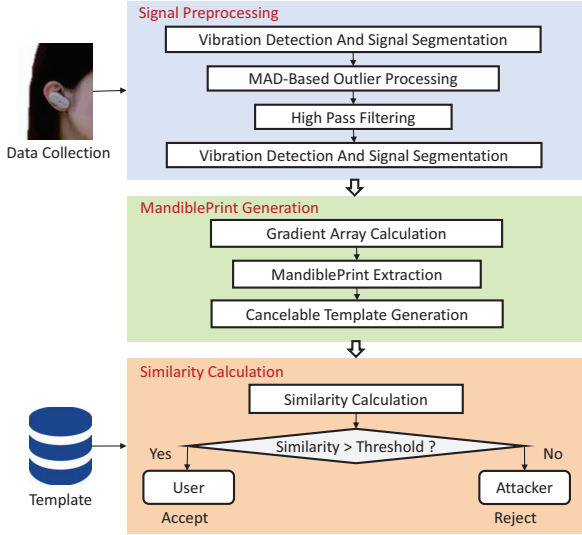 Signal Preprocessing
Vibration Detection And Signal Segmentation
MAD-Based Outlier Processing
High Pass Filtering
Vibration Detection And Signal Segmentation
Data Collection
MandiblePrint Generation
Gradient Array Calculation
MandiblePrint Extraction
Cancelable Template Generation
Similarity Calculation
Similarity Calculation
Similarity > Threshold ?
Yes
No
User
Attacker
Template
Accept
Reject